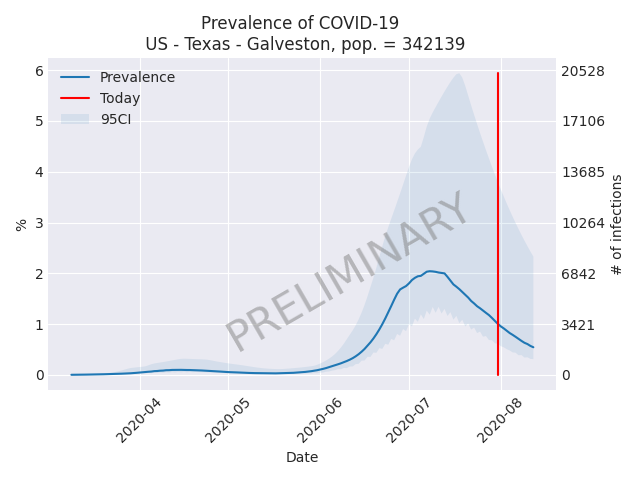 Prevalence of COVID-19
US - Texas - Galveston, pop. = 342139
Prevalence
Today
95CI
6
5
4
3
2
1
0
%
20528
17106
13685
10264
6842
3421
0
# of infections
PRELIMINARY
2020-04
2020-05
2020-06
2020-07
2020-08
Date